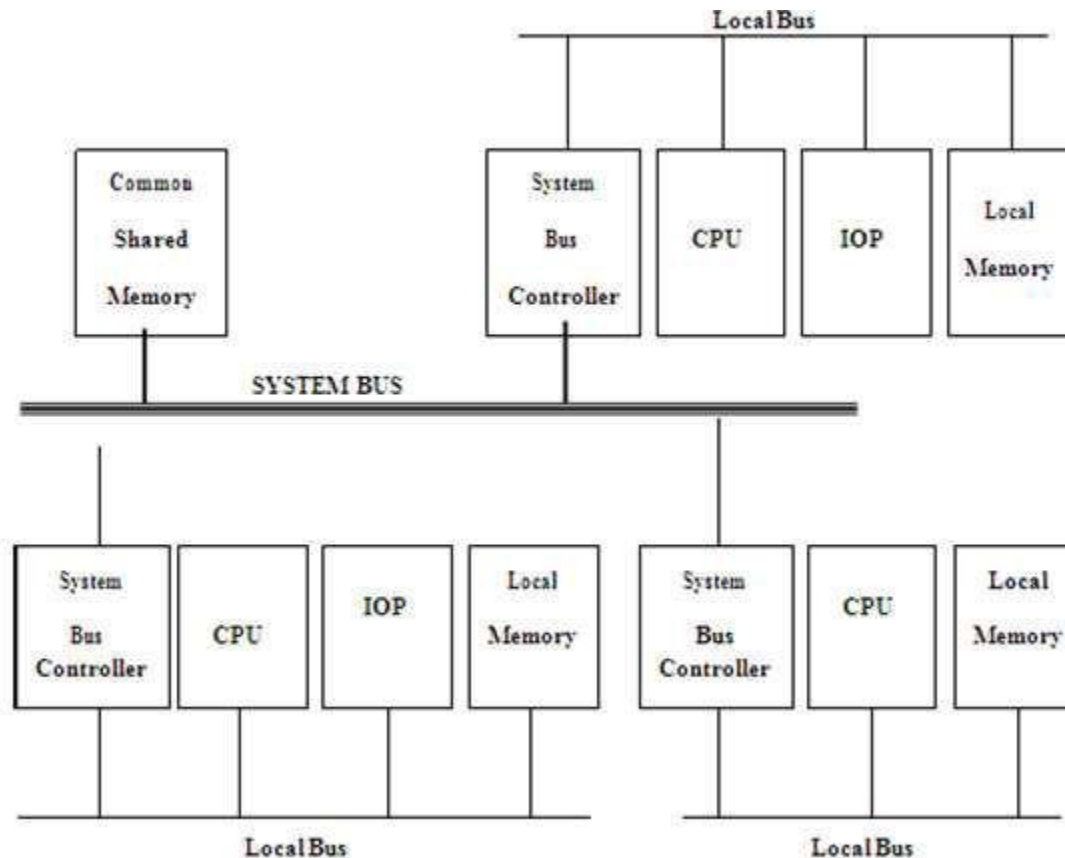 Local Bus
Common
Shared
Memory
System
Bus
Controller
CPU
IOP
Local
Memory
SYSTEM BUS
System
Bus
Controller
CPU
IOP
Local
Memory
System
Bus
Controller
CPU
Local
Memory
Local Bus
Local Bus